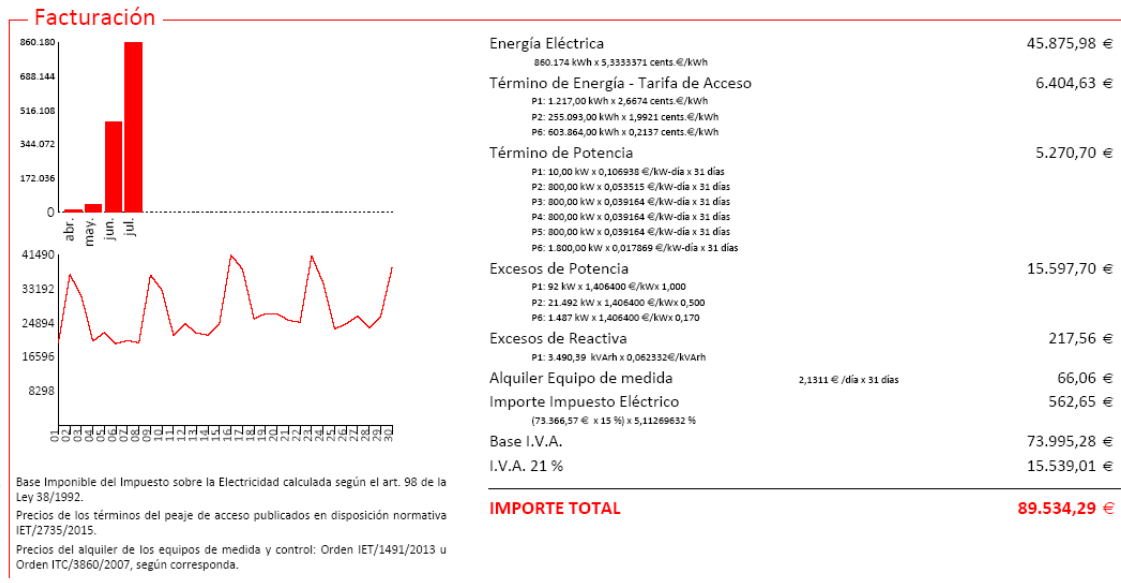 Facturación
860.180
688.144
516.108
344.072
172.036
0
abr.
may.
jun.
jul.
41490
33192
24894
16596
8298
01
02
03
04
05
06
07
08
09
10
11
12
13
14
15
16
17
18
19
20
21
22
23
24
25
26
27
28
29
30
Base Imponible del Impuesto sobre la Electricidad calculada según el art. 98 de la
Ley 38/1992.
Precios de los términos del peaje de acceso publicados en disposición normativa
IET/2735/2015.
Precios del alquiler de los equipos de medida y control: Orden IET/1491/2013 u
Orden ITC/3860/2007, según corresponda.
Energía Eléctrica 45.875,98 €
860.174 kWh x 5,3333371 cents.€/kWh
Término de Energía - Tarifa de Acceso 6.404,63 €
P1: 1.217,00 kWh x 2,6674 cents.€/kWh
P2: 255.093,00 kWh x 1,9921 cents.€/kWh
P6: 603.864,00 kWh x 0,2137 cents.€/kWh
Término de Potencia 5.270,70 €
P1: 10,00 kW x 0,106938 €/kW-día x 31 días
P2: 800,00 kW x 0,053515 €/kW-día x 31 días
P3: 800,00 kW x 0,039164 €/kW-día x 31 días
P4: 800,00 kW x 0,039164 €/kW-día x 31 días
P5: 800,00 kW x 0,039164 €/kW-día x 31 días
P6: 1.800,00 kW x 0,017869 €/kW-día x 31 días
Excesos de Potencia 15.597,70 €
P1: 92 kW x 1,406400 €/kWx 1,000
P2: 21.492 kW x 1,406400 €/kWx 0,500
P6: 1.487 kW x 1,406400 €/kWx 0,170
Excesos de Reactiva 217,56 €
P1: 3.490,39 kVArh x 0,062332€/kVArh
Alquiler Equipo de medida 2,1311 € /día x 31 días 66,06 €
Importe Impuesto Eléctrico 562,65 €
(73.366,57 € x 15 %) x 5,11269632 %
Base I.V.A. 73.995,28 €
I.V.A. 21 % 15.539,01 €
IMPORTE TOTAL 89.534,29 €